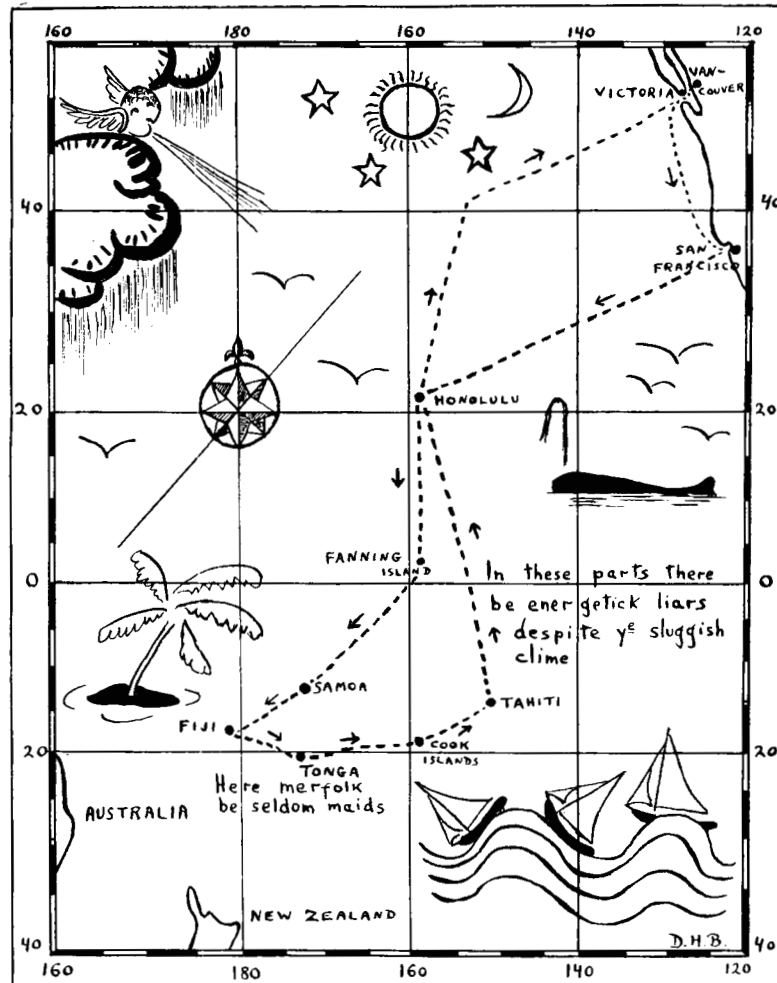 160 180 160 140 120
VAN-
VICTORIA COUVER
40 40
SAN
FRANCISCO
HONOLULU
20 20
FANNING
ISLAND
0 0
In these parts there
be energetick liars
despite yᵉ sluggish
clime
SAMOA
TAHITI
FIJI
COOK
ISLANDS
20 20
TONGA
Here merfolk
be seldom maids
AUSTRALIA
NEW ZEALAND
D.H.B.
40 40
160 180 160 140 120